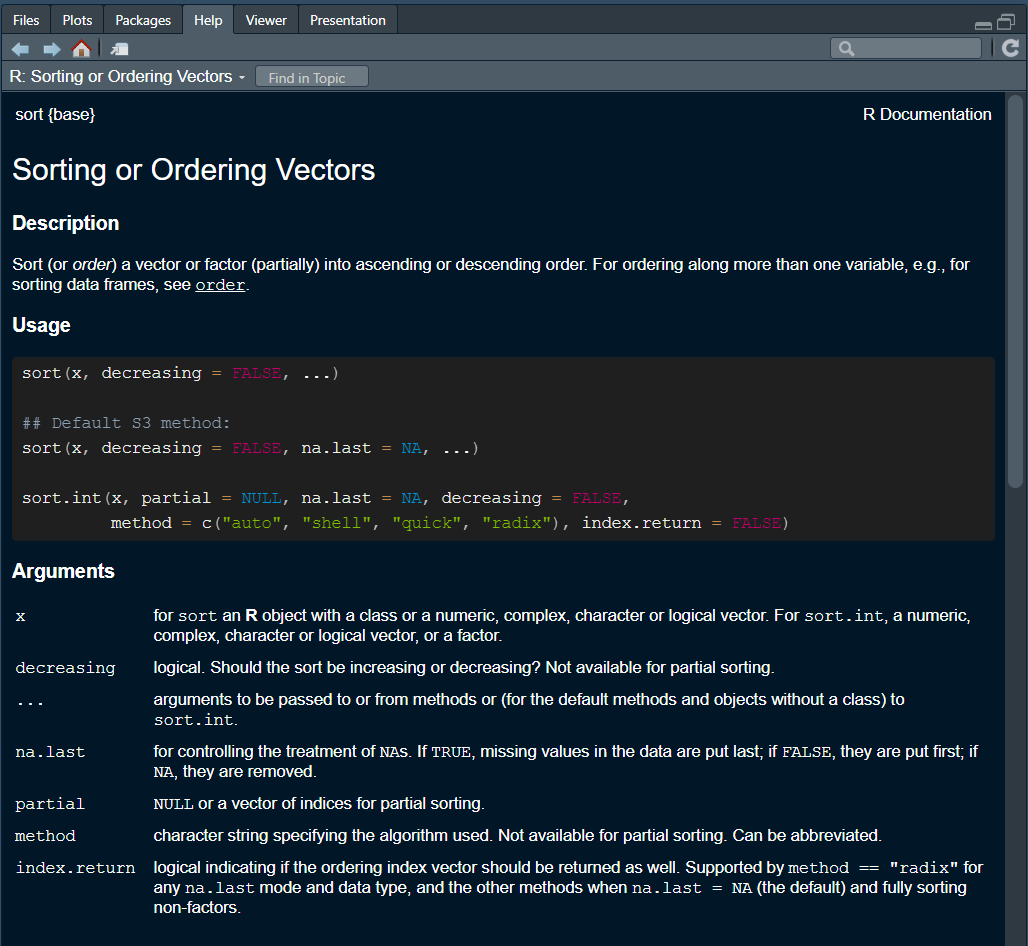 Files Plots Packages Help Viewer Presentation
R: Sorting or Ordering Vectors Find in Topic
sort {base} R Documentation
Sorting or Ordering Vectors
Description
Sort (or order) a vector or factor (partially) into ascending or descending order. For ordering along more than one variable, e.g., for
sorting data frames, see order.
Usage
sort(x, decreasing = FALSE, ...)
## Default S3 method:
sort(x, decreasing = FALSE, na.last = NA, ...)
sort.int(x, partial = NULL, na.last = NA, decreasing = FALSE,
method = c("auto", "shell", "quick", "radix"), index.return = FALSE)
Arguments
x for sort an R object with a class or a numeric, complex, character or logical vector. For sort.int, a numeric,
complex, character or logical vector, or a factor.
decreasing logical. Should the sort be increasing or decreasing? Not available for partial sorting.
... arguments to be passed to or from methods or (for the default methods and objects without a class) to
sort.int.
na.last for controlling the treatment of NAs. If TRUE, missing values in the data are put last; if FALSE, they are put first; if
NA, they are removed.
partial NULL or a vector of indices for partial sorting.
method character string specifying the algorithm used. Not available for partial sorting. Can be abbreviated.
index.return logical indicating if the ordering index vector should be returned as well. Supported by method == "radix" for
any na.last mode and data type, and the other methods when na.last = NA (the default) and fully sorting
non-factors.